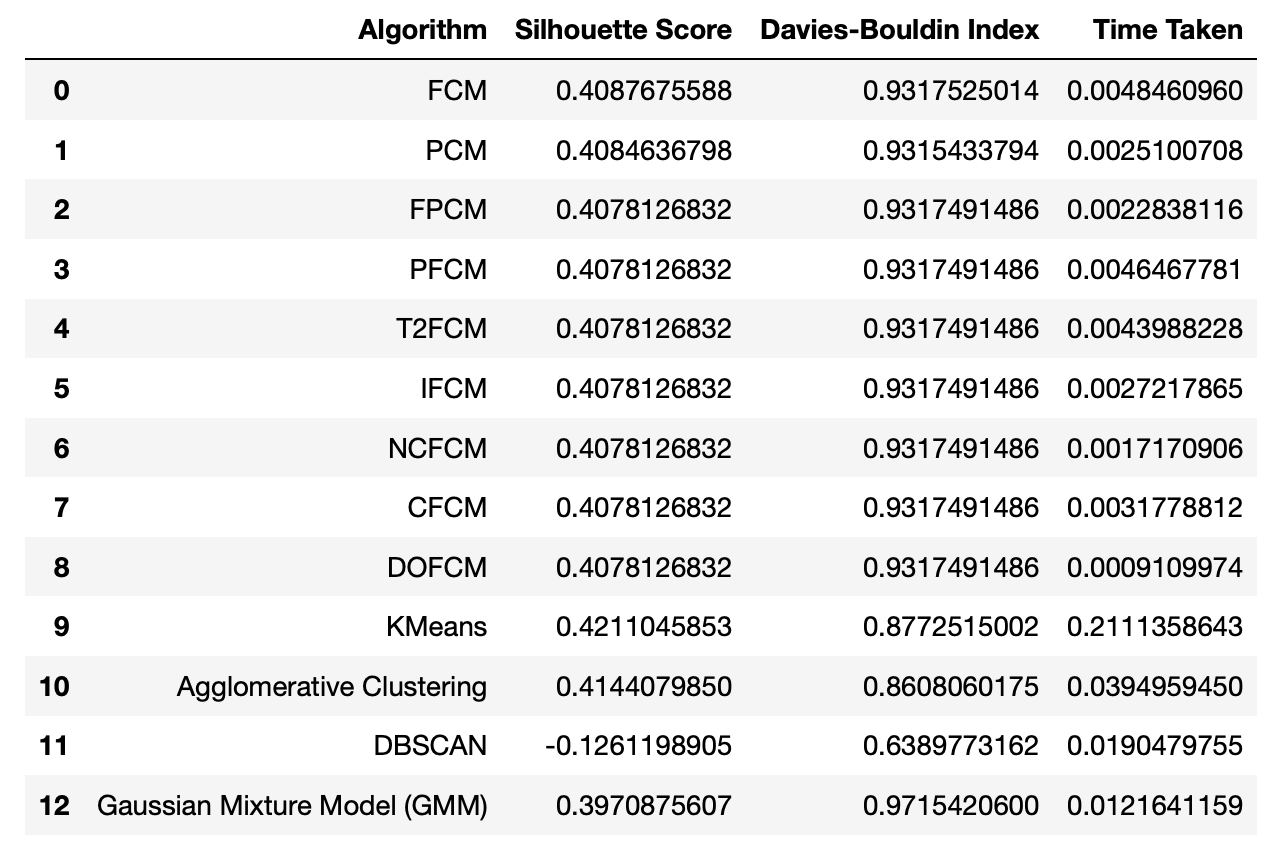 Algorithm Silhouette Score Davies-Bouldin Index Time Taken
0 FCM 0.4087675588 0.9317525014 0.0048460960
1 PCM 0.4084636798 0.9315433794 0.0025100708
2 FPCM 0.4078126832 0.9317491486 0.0022838116
3 PFCM 0.4078126832 0.9317491486 0.0046467781
4 T2FCM 0.4078126832 0.9317491486 0.0043988228
5 IFCM 0.4078126832 0.9317491486 0.0027217865
6 NCFCM 0.4078126832 0.9317491486 0.0017170906
7 CFCM 0.4078126832 0.9317491486 0.0031778812
8 DOFCM 0.4078126832 0.9317491486 0.0009109974
9 KMeans 0.4211045853 0.8772515002 0.2111358643
10 Agglomerative Clustering 0.4144079850 0.8608060175 0.0394959450
11 DBSCAN -0.1261198905 0.6389773162 0.0190479755
12 Gaussian Mixture Model (GMM) 0.3970875607 0.9715420600 0.0121641159